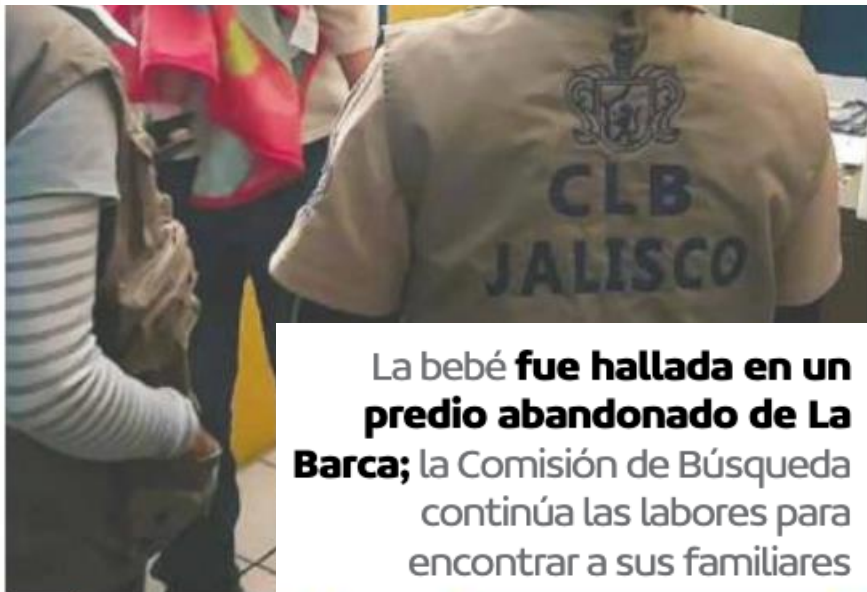 CLB
JALISCO
La bebé fue hallada en un
predio abandonado de La
Barca; la Comisión de Búsqueda
continúa las labores para
encontrar a sus familiares